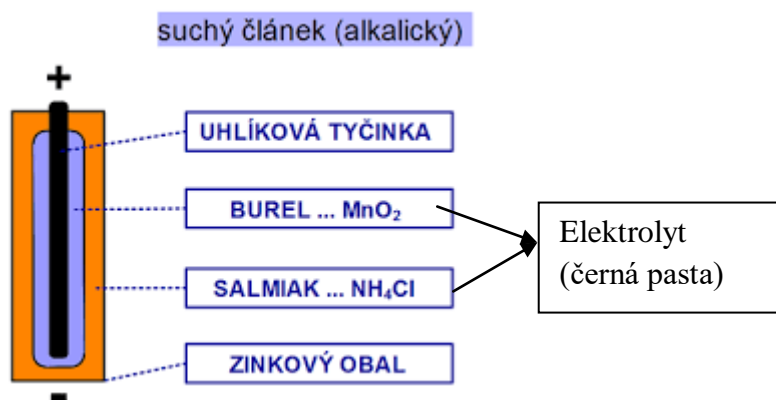 suchý článek (alkalický)
+
UHLÍKOVÁ TYČINKA
BUREL ... MnO₂
SALMIAK ... NH₄Cl
ZINKOVÝ OBAL
Elektrolyt
(černá pasta)
-